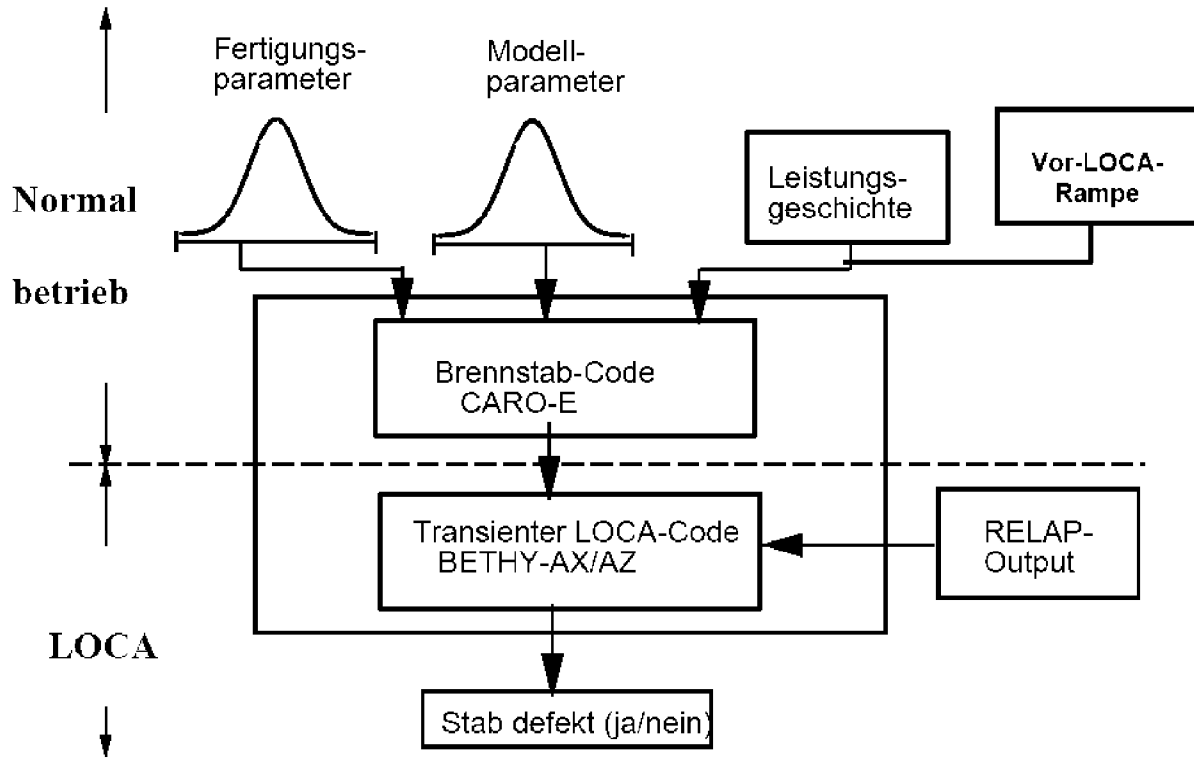 Fertigungs-
parameter
Modell-
parameter
Leistungs-
geschichte
Vor-LOCA-
Rampe
Normal
betrieb
Brennstab-Code
CARO-E
Transienter LOCA-Code
BETHY-AX/AZ
RELAP-
Output
LOCA
Stab defekt (ja/nein)